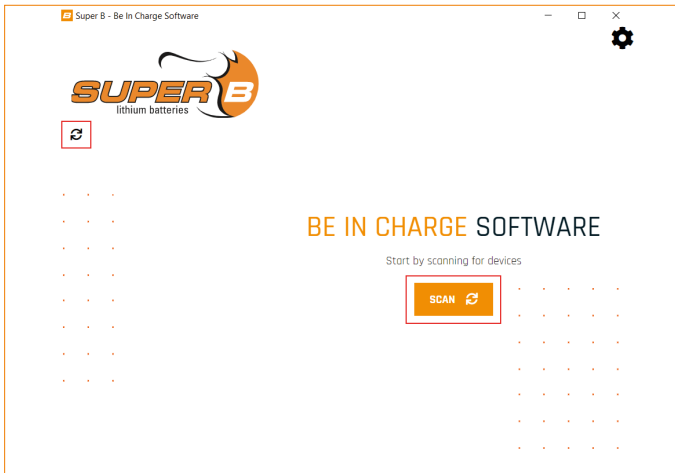 Super B - Be In Charge Software
SUPER B
lithium batteries
BE IN CHARGE SOFTWARE
Start by scanning for devices
SCAN